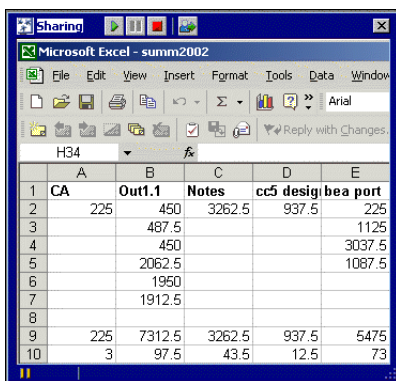 Sharing
Microsoft Excel - summ2002
File Edit View Insert Format Tools Data Window
Σ » Arial
Reply with Changes.
H34 fx
A B C D E
1 CA Out1.1 Notes cc5 desig bea port
2 225 450 3262.5 937.5 225
3 487.5 1125
4 450 3037.5
5 2062.5 1087.5
6 1950
7 1912.5
8
9 225 7312.5 3262.5 937.5 5475
10 3 97.5 43.5 12.5 73